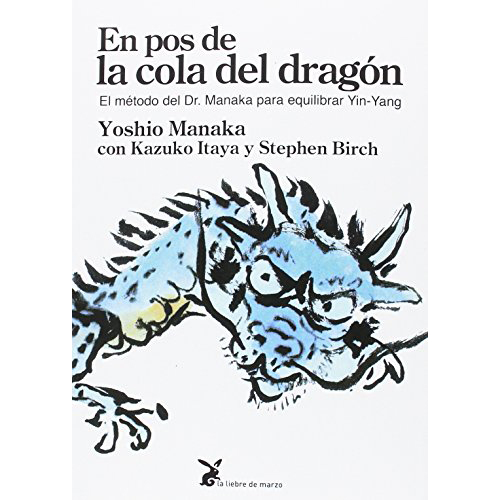 En pos de
la cola del dragón
El método del Dr. Manaka para equilibrar Yin-Yang
Yoshio Manaka
con Kazuko Itaya y Stephen Birch
la liebre de marzo